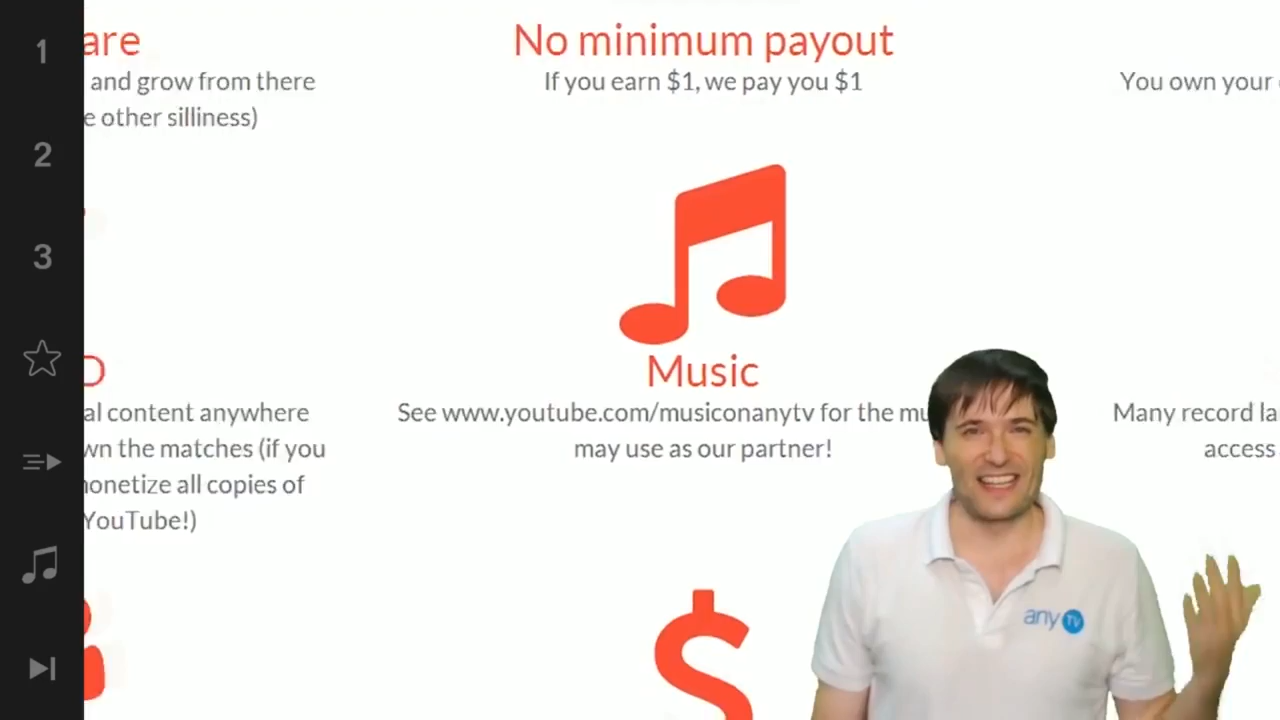 1
2
3
are
and grow from there
e other silliness)
No minimum payout
If you earn $1, we pay you $1
You own your
al content anywhere
wn the matches (if you
onetize all copies of
YouTube!)
Music
See www.youtube.com/musiconanytv for the mu
may use as our partner!
Many record la
access
$
any TV